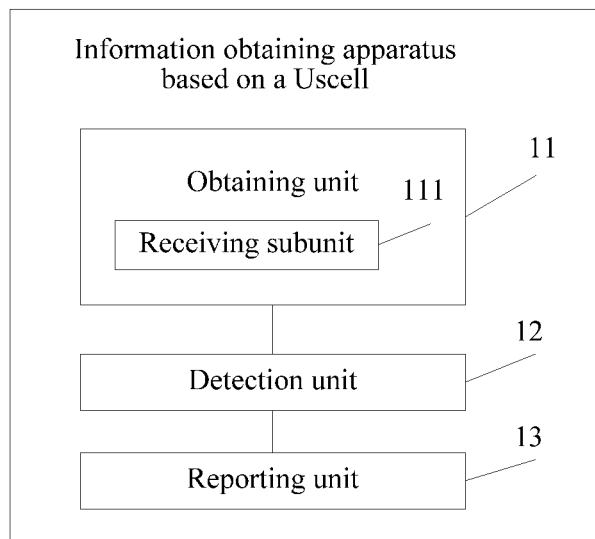 Information obtaining apparatus
based on a Uscell
11
Obtaining unit
111
Receiving subunit
12
Detection unit
13
Reporting unit